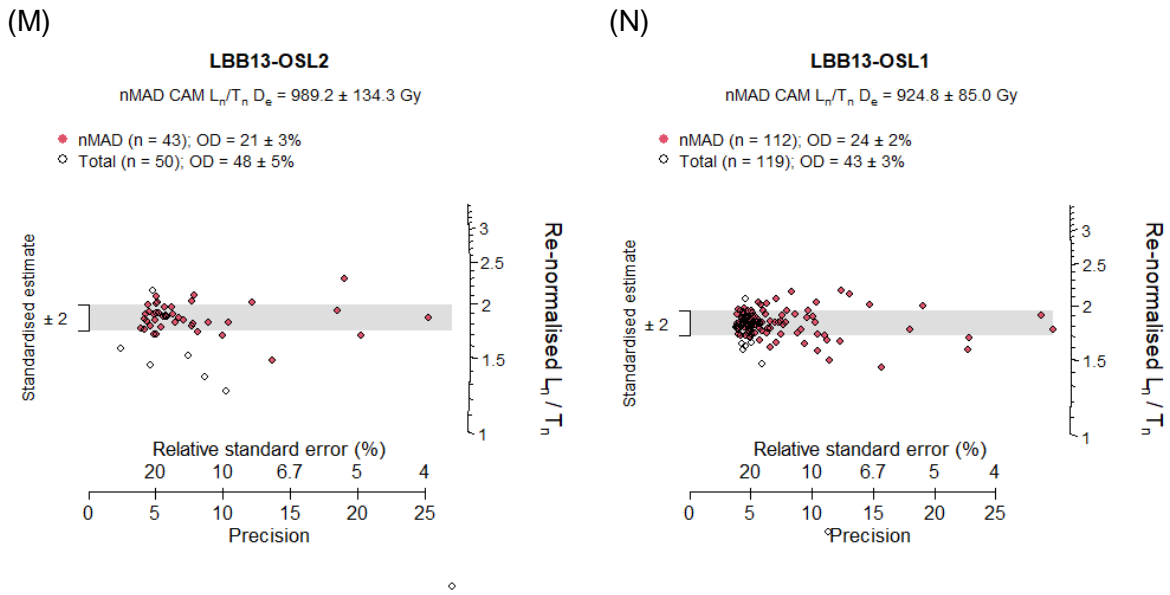 (M)
LBB13-OSL2
nMAD CAM Ln/Tn De = 989.2 ± 134.3 Gy
nMAD (n = 43); OD = 21 ± 3%
Total (n = 50); OD = 48 ± 5%
Standardised estimate
± 2
3
2.5
2
1.5
1
Re-normalised Ln / Tn
Relative standard error (%)
20 10 6.7 5 4
0 5 10 15 20 25
Precision
(N)
LBB13-OSL1
nMAD CAM Ln/Tn De = 924.8 ± 85.0 Gy
nMAD (n = 112); OD = 24 ± 2%
Total (n = 119); OD = 43 ± 3%
Standardised estimate
± 2
3
2.5
2
1.5
1
Re-normalised Ln / Tn
Relative standard error (%)
20 10 6.7 5 4
0 5 10 15 20 25
Precision